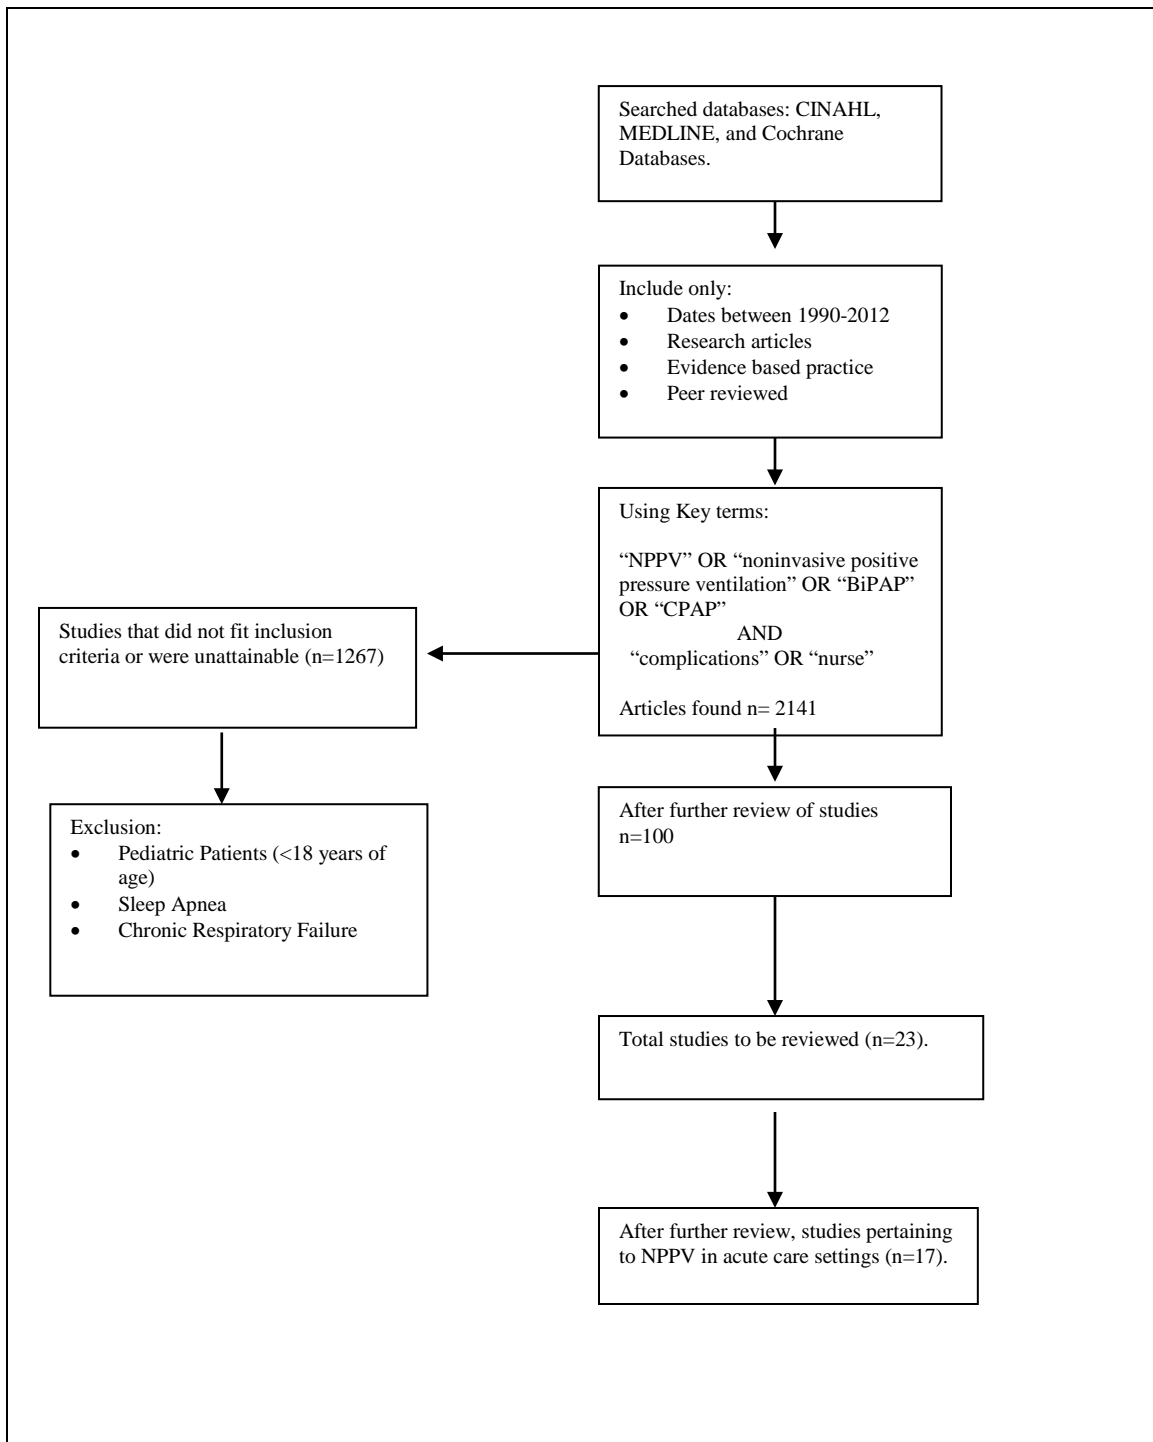 Searched databases: CINAHL,
MEDLINE, and Cochrane
Databases.
Include only:
• Dates between 1990-2012
• Research articles
• Evidence based practice
• Peer reviewed
Using Key terms:
“NPPV” OR “noninvasive positive
pressure ventilation” OR “BiPAP”
OR “CPAP”
AND
“complications” OR “nurse”
Articles found n= 2141
Studies that did not fit inclusion
criteria or were unattainable (n=1267)
Exclusion:
• Pediatric Patients (<18 years of
age)
• Sleep Apnea
• Chronic Respiratory Failure
After further review of studies
n=100
Total studies to be reviewed (n=23).
After further review, studies pertaining
to NPPV in acute care settings (n=17).